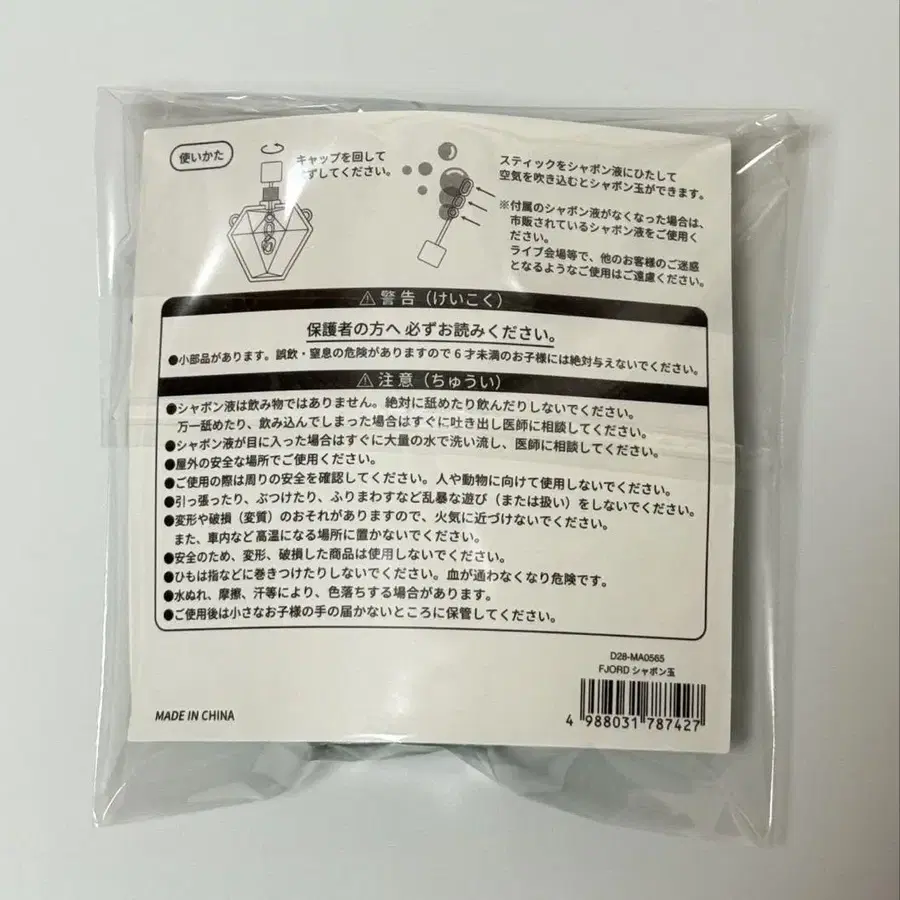 使いかた
キャップを回して
ずしてください。
スティックをシャボン液にひたして
空気を吹き込むとシャボン玉ができます。
※付属のシャボン液がなくなった場合は、
市販されているシャボン液をご使用く
ださい。
ライブ会場等で、他のお客様のご迷惑
となるようなご使用はご遠慮ください。
⚠警告（けいこく）
保護者の方へ 必ずお読みください。
●小部品があります。誤飲・窒息の危険がありますので６才未満のお子様には絶対与えないでください。
⚠注意（ちゅうい）
●シャボン液は飲み物ではありません。絶対に舐めたり飲んだりしないでください。
万一舐めたり、飲み込んでしまった場合はすぐに吐き出し医師に相談してください。
●シャボン液が目に入った場合はすぐに大量の水で洗い流し、医師に相談してください。
●屋外の安全な場所でご使用ください。
●ご使用の際は周りの安全を確認してください。人や動物に向けて使用しないでください。
●引っ張ったり、ぶつけたり、ふりまわすなど乱暴な遊び（または扱い）をしないでください。
●変形や破損（変質）のおそれがありますので、火気に近づけないでください。
また、車内など高温になる場所に置かないでください。
●安全のため、変形、破損した商品は使用しないでください。
●ひもは指などに巻きつけたりしないでください。血が通わなくなり危険です。
●水ぬれ、摩擦、汗等により、色落ちする場合があります。
●ご使用後は小さなお子様の手の届かないところに保管してください。
D28-MA0565
FJORD シャボン玉
4 988031 787427
MADE IN CHINA